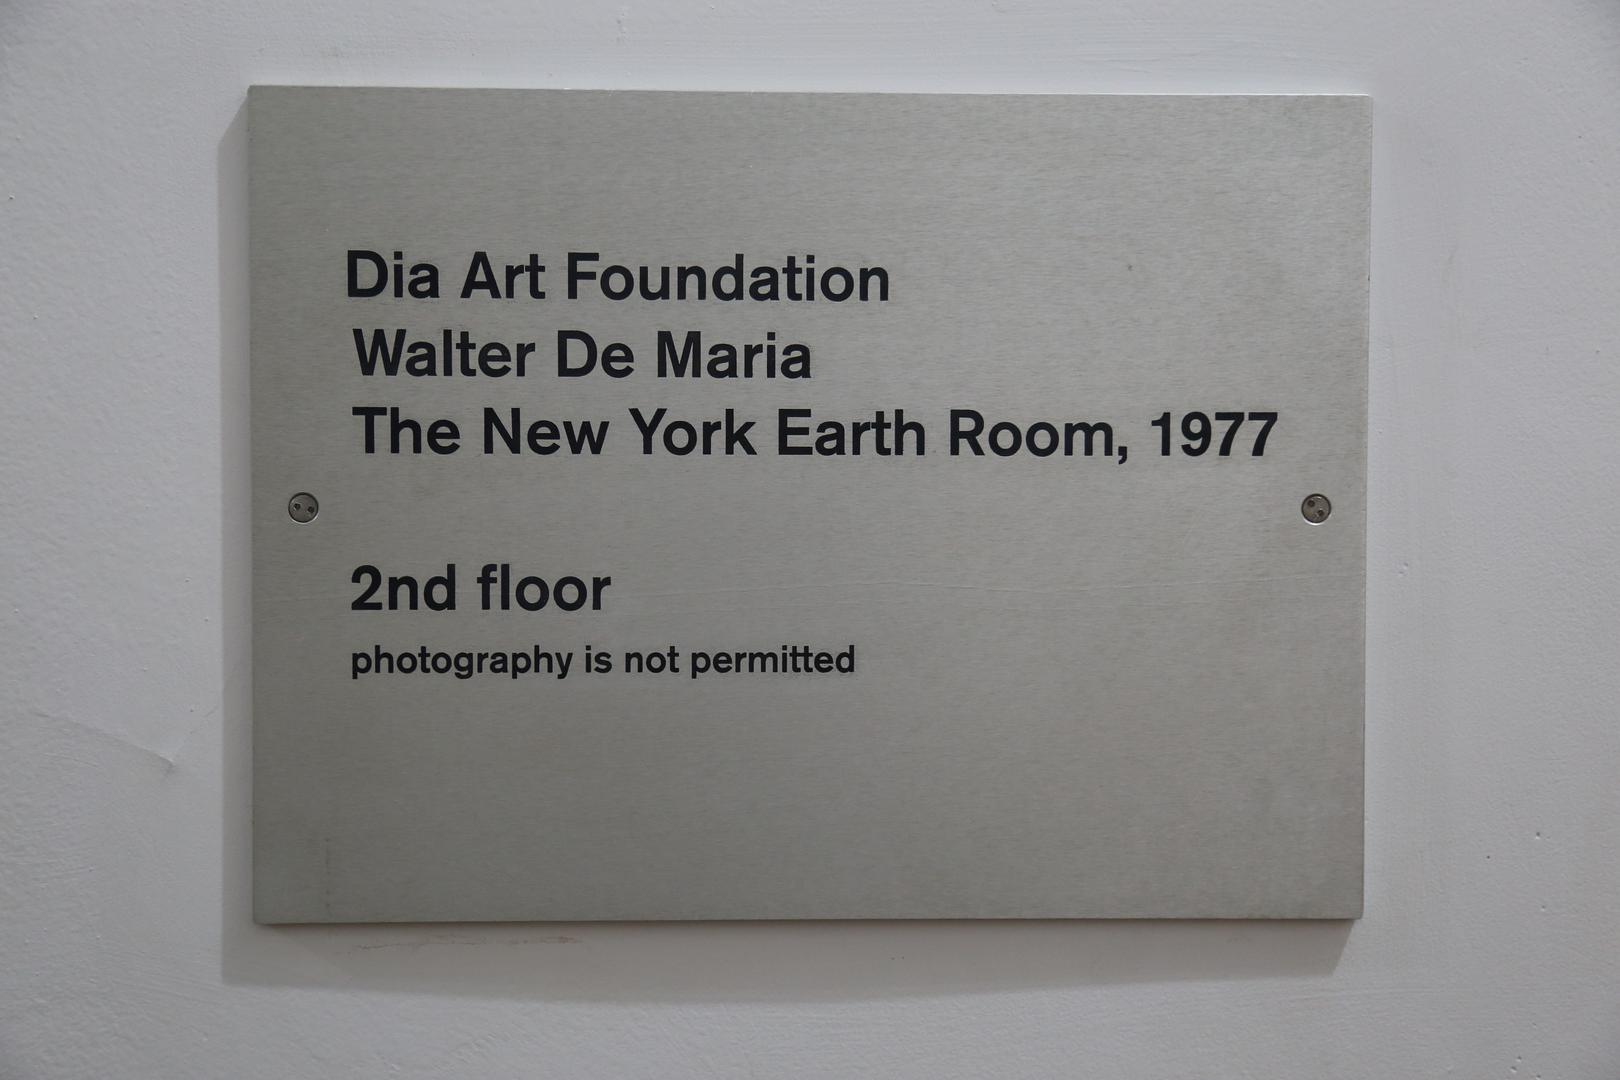 Dia Art Foundation
Walter De Maria
The New York Earth Room, 1977
2nd floor
photography is not permitted